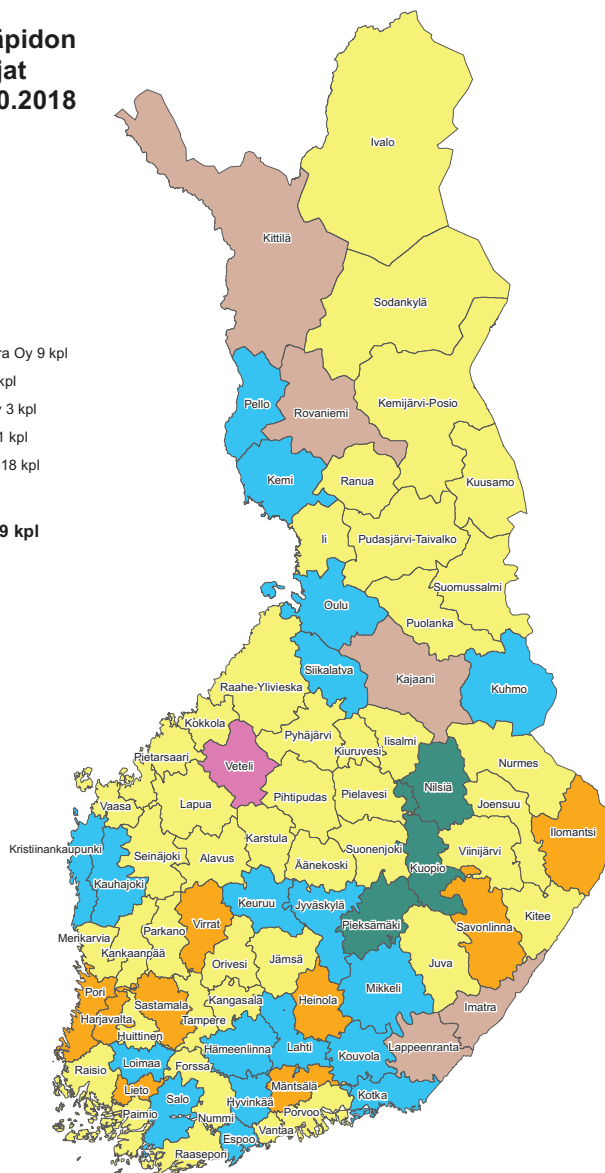 äpidon
jat
0.2018
ra Oy 9 kpl
kpl
y 3 kpl
1 kpl
18 kpl
9 kpl
Ivalo
Kittilä
Sodankylä
Pello
Rovaniemi
Kemijärvi-Posio
Kemi
Ranua
Kuusamo
Ii
Pudasjärvi-Taivalko
Suomussalmi
Oulu
Puolanka
Siikalatva
Kajaani
Kuhmo
Raahe-Ylivieska
Kokkola
Pyhäjärvi
Iisalmi
Kiuruvesi
Nurmes
Pietarsaari
Veteli
Nilsiä
Vaasa
Lapua
Pihtipudas
Pielavesi
Joensuu
Ilomantsi
Kristiinankaupunki
Seinäjoki
Alavus
Karstula
Äänekoski
Suonenjoki
Viinijärvi
Kuopio
Kauhajoki
Keuruu
Jyväskylä
Pieksämäki
Savonlinna
Kitee
Merikarvia
Parkano
Virrat
Kankaanpää
Orivesi
Jämsä
Juva
Mikkeli
Pori
Sastamala
Kangasala
Heinola
Imatra
Harjavalta
Tampere
Huittinen
Lappeenranta
Raisio
Loimaa
Forssa
Hämeenlinna
Lahti
Kouvola
Lieto
Salo
Mäntsälä
Kotka
Paimio
Nummi
Hyvinkää
Porvoo
Raasepori
Espoo
Vantaa